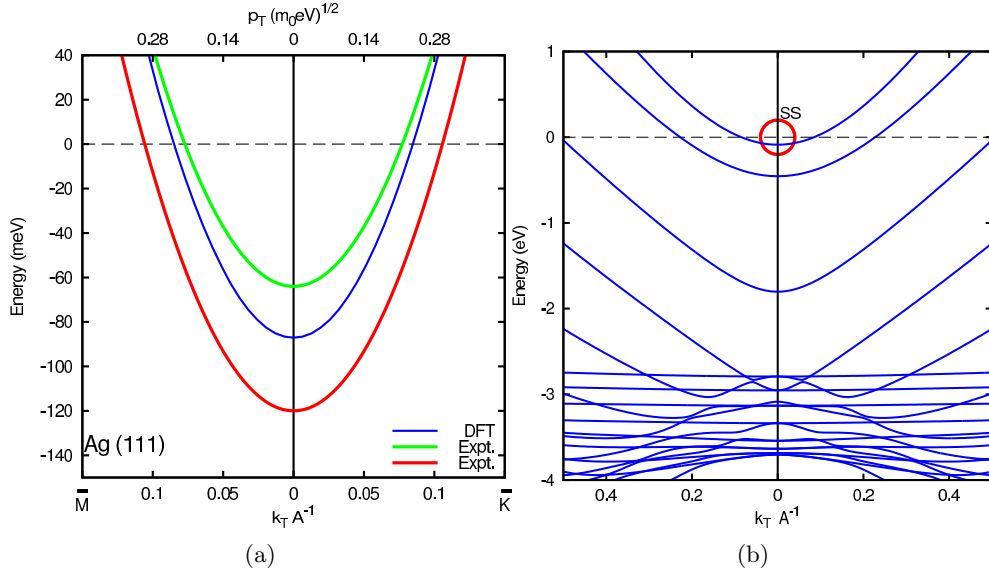 p_T (m_0eV)^{1/2}
0.28 0.14 0 0.14 0.28
40
20
0
-20
-40
-60
-80
-100
-120
-140
Energy (meV)
Ag (111)
DFT
Expt.
Expt.
0.1 0.05 0 0.05 0.1
M̅ K̅
k_T A^{-1}
(a)
1
0
-1
-2
-3
-4
Energy (eV)
SS
0.4 0.2 0 0.2 0.4
k_T A^{-1}
(b)